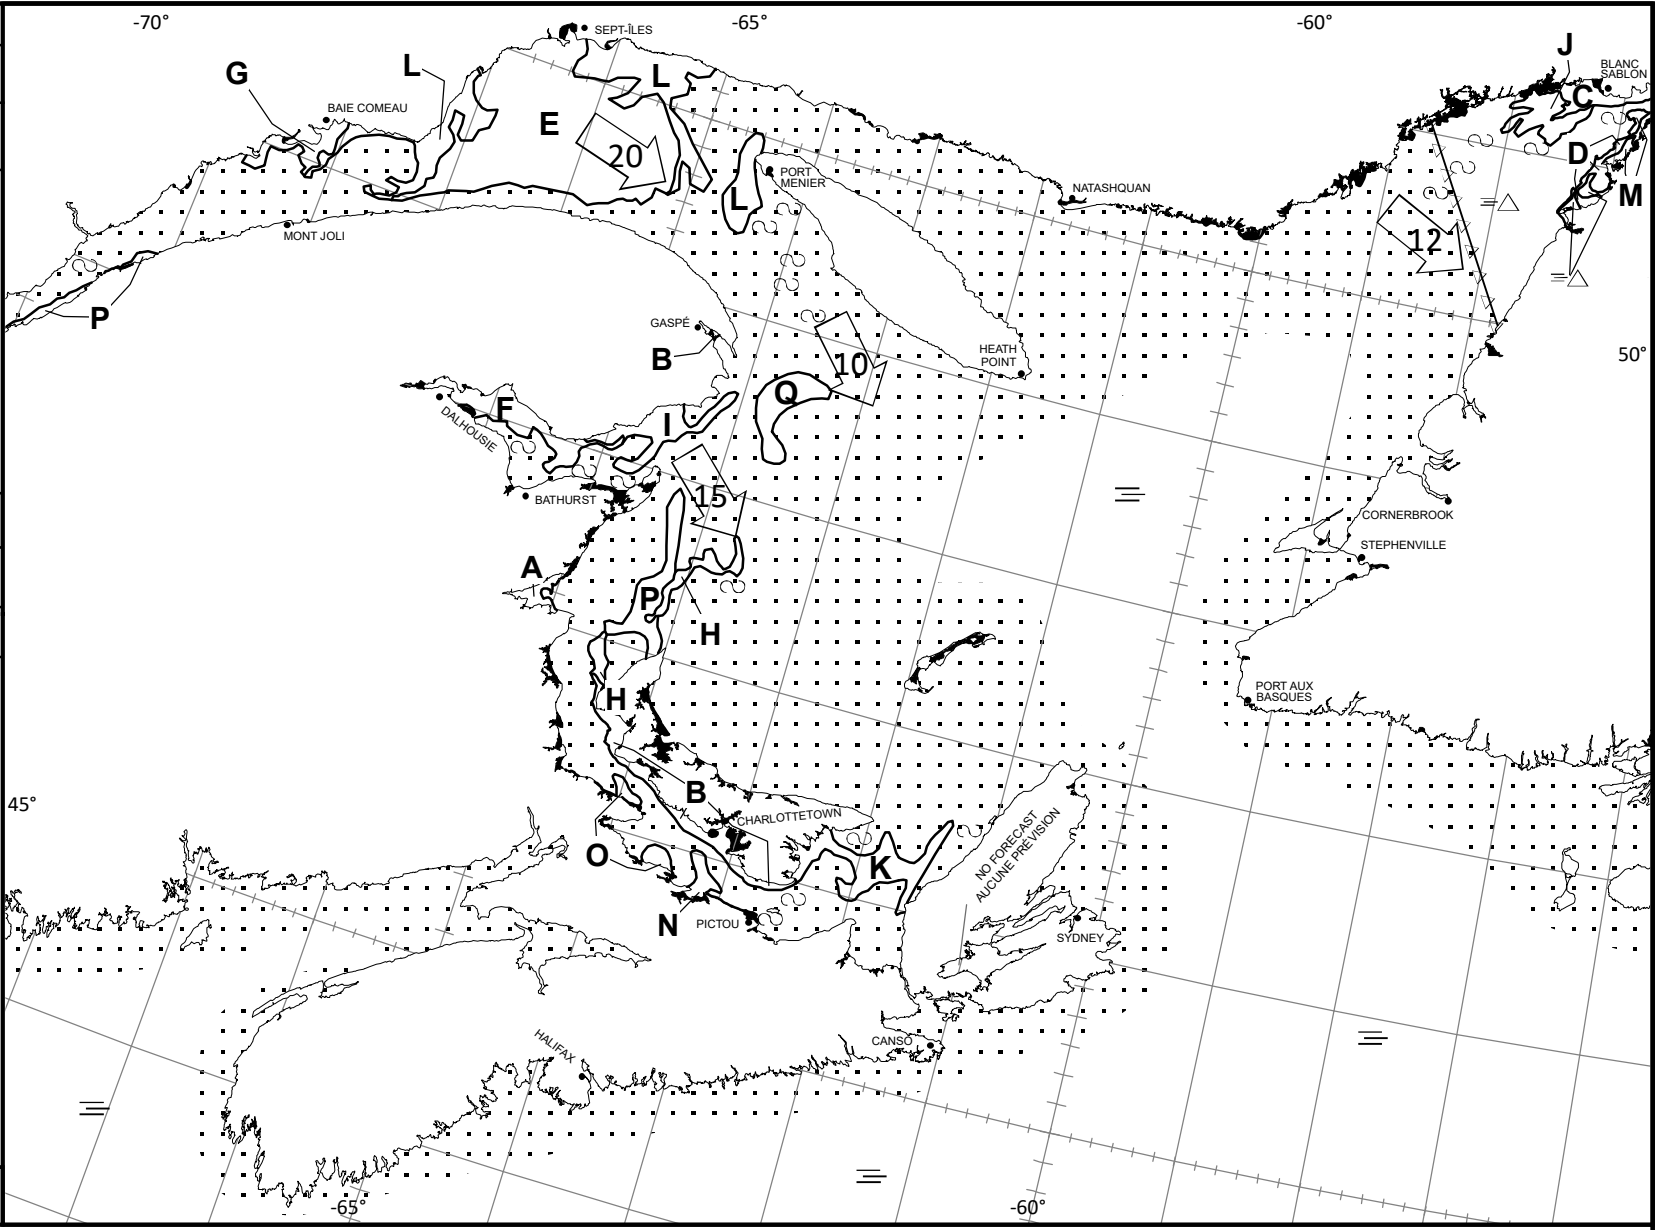 -70°
-65°
-60°
SEPT-ÎLES
J
L
G
L
BLANC
SABLON
C
BAIE COMEAU
E
20
D
PORT
MENIER
M
L
NATASHQUAN
MONT JOLI
12
P
GASPÉ
B
HEATH
POINT
50°
10
Q
F
DALHOUSIE
I
15
BATHURST
CORNERBROOK
STEPHENVILLE
A
P
H
H
PORT AUX
BASQUES
B
45°
CHARLOTTETOWN
NO FORECAST
AUCUNE PRÉVISION
O
K
N
PICTOU
SYDNEY
HALIFAX
CANSO
-65°
-60°